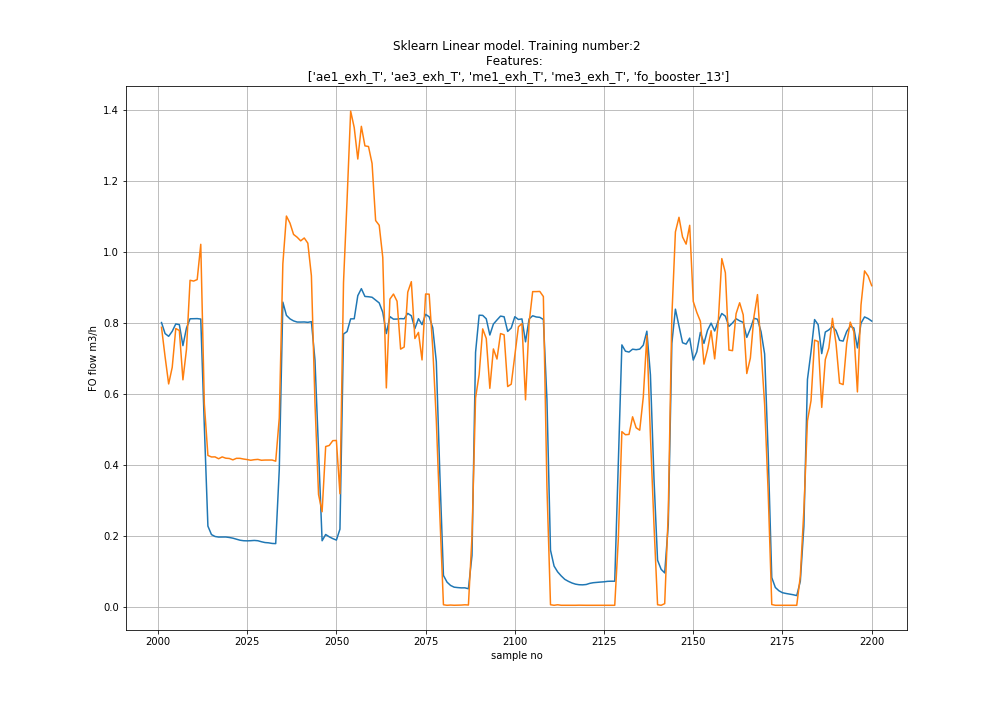 Sklearn Linear model. Training number:2
Features:
['ae1_exh_T', 'ae3_exh_T', 'me1_exh_T', 'me3_exh_T', 'fo_booster_13']
1.4
1.2
1.0
0.8
0.6
0.4
0.2
0.0
FO flow m3/h
2000 2025 2050 2075 2100 2125 2150 2175 2200
sample no